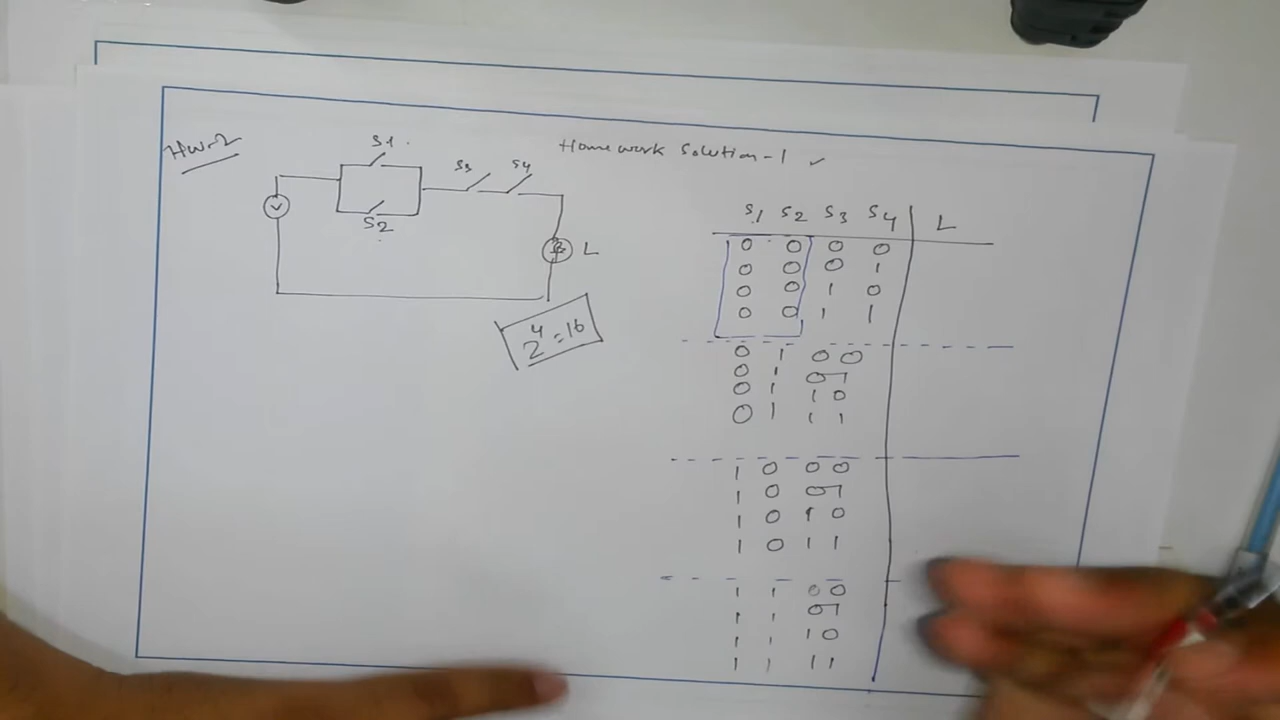 HW-2
Homework Solution-1 ✓
S1
S3 S4
V
S2
L
2^4=16
S1 S2 S3 S4 L
0 0 0 0
0 0 0 1
0 0 1 0
0 0 1 1
0 1 0 0
0 1 0 1
0 1 1 0
0 1 1 1
1 0 0 0
1 0 0 1
1 0 1 0
1 0 1 1
1 1 0 0
1 1 0 1
1 1 1 0
1 1 1 1